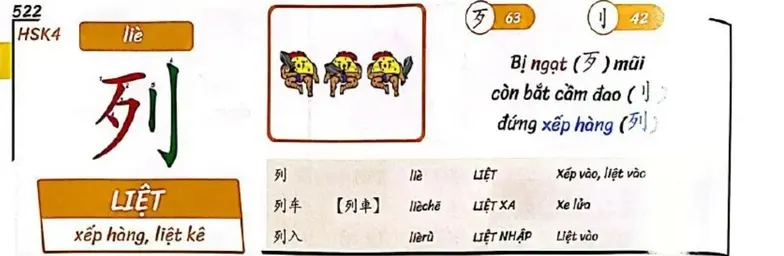 522
HSK4
liè
列
LIỆT
xếp hàng, liệt kê
歹 63
刂 42
Bị ngạt (歹) mũi
còn bắt cầm đao (刂)
đứng xếp hàng (列)
列 liè LIỆT Xếp vào, liệt vào
列车 【列車】 lièchē LIỆT XA Xe lửa
列入 lièrù LIỆT NHẬP Liệt vào